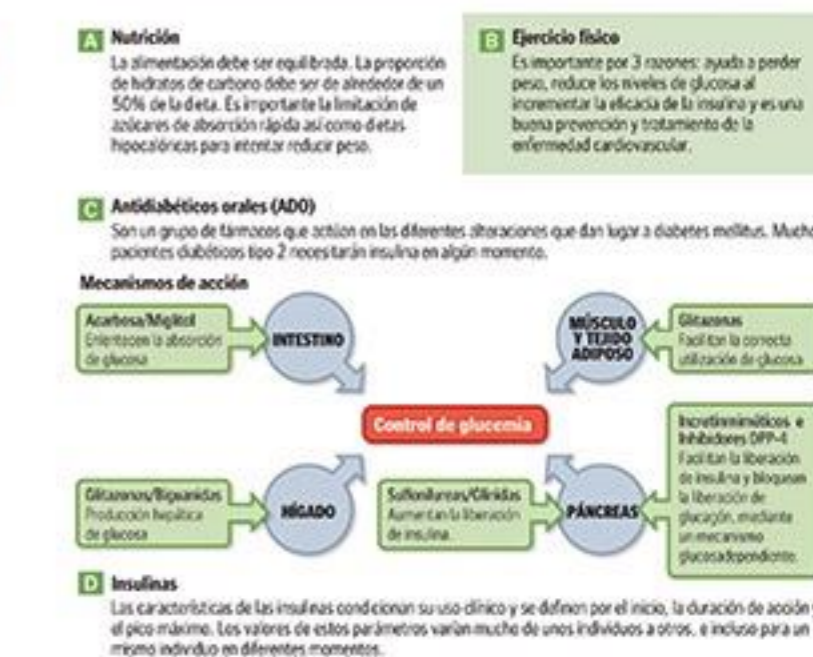 A Nutrición
La alimentación debe ser equilibrada. La proporción
de hidratos de carbono debe ser de alrededor de un
50% de la dieta. Es importante la limitación de
azúcares de absorción rápida así como dietas
hipocalóricas para intentar reducir peso.
B Ejercicio físico
Es importante por 3 razones: ayuda a perder
peso, reduce los niveles de glucosa al
incrementar la eficacia de la insulina y es una
buena prevención y tratamiento de la
enfermedad cardiovascular.
C Antidiabéticos orales (ADO)
Son un grupo de fármacos que actúan en las diferentes alteraciones que dan lugar a diabetes mellitus. Mucho
pacientes diabéticos tipo 2 necesitarán insulina en algún momento.
Mecanismos de acción
Acarbosa/Miglitol
Enlentecen la absorción
de glucosa
INTESTINO
MÚSCULO
Y TEJIDO
ADIPOSO
Glitazonas
Facilitan la correcta
utilización de glucosa
Control de glucemia
Glitazonas/Biguanidas
Producción hepática
de glucosa
HÍGADO
Sulfonilureas/Glinidas
Aumentan la liberación
de insulina.
PÁNCREAS
Incretinmiméticos e
Inhibidores DPP-4
Facilitan la liberación
de insulina y bloquean
la liberación de
glucagón, mediante
un mecanismo
glucosadependiente.
D Insulinas
Las características de las insulinas condicionan su uso clínico y se definen por el inicio, la duración de acción y
el pico máximo. Los valores de estos parámetros varían mucho de unos individuos a otros, e incluso para un
mismo individuo en diferentes momentos.